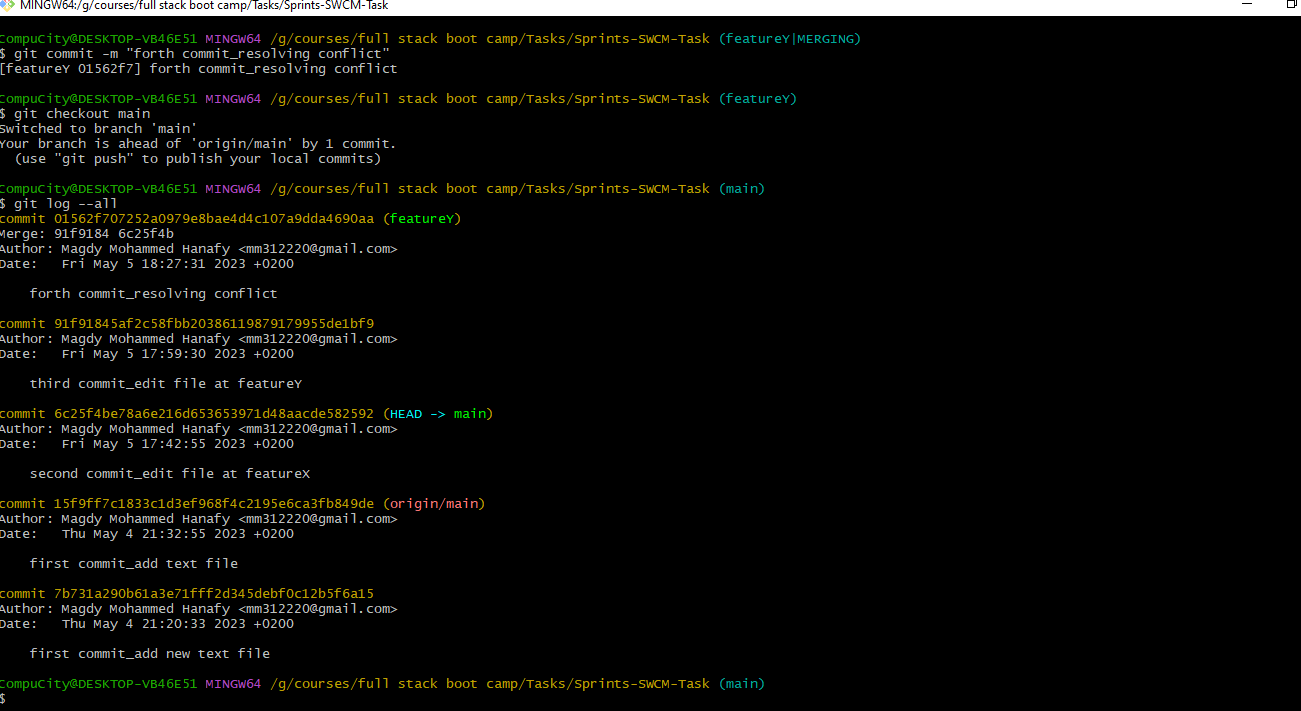 MINGW64:/g/courses/full stack boot camp/Tasks/Sprints-SWCM-Task
CompuCity@DESKTOP-VB46E51 MINGW64 /g/courses/full stack boot camp/Tasks/Sprints-SWCM-Task (featureY|MERGING)
$ git commit -m "forth commit_resolving conflict"
[featureY 01562f7] forth commit_resolving conflict
CompuCity@DESKTOP-VB46E51 MINGW64 /g/courses/full stack boot camp/Tasks/Sprints-SWCM-Task (featureY)
$ git checkout main
Switched to branch 'main'
Your branch is ahead of 'origin/main' by 1 commit.
(use "git push" to publish your local commits)
CompuCity@DESKTOP-VB46E51 MINGW64 /g/courses/full stack boot camp/Tasks/Sprints-SWCM-Task (main)
$ git log --all
commit 01562f707252a0979e8bae4d4c107a9dda4690aa (featureY)
Merge: 91f9184 6c25f4b
Author: Magdy Mohammed Hanafy <mm312220@gmail.com>
Date:   Fri May 5 18:27:31 2023 +0200
forth commit_resolving conflict
commit 91f91845af2c58fbb20386119879179955de1bf9
Author: Magdy Mohammed Hanafy <mm312220@gmail.com>
Date:   Fri May 5 17:59:30 2023 +0200
third commit_edit file at featureY
commit 6c25f4be78a6e216d653653971d48aacde582592 (HEAD -> main)
Author: Magdy Mohammed Hanafy <mm312220@gmail.com>
Date:   Fri May 5 17:42:55 2023 +0200
second commit_edit file at featureX
commit 15f9ff7c1833c1d3ef968f4c2195e6ca3fb849de (origin/main)
Author: Magdy Mohammed Hanafy <mm312220@gmail.com>
Date:   Thu May 4 21:32:55 2023 +0200
first commit_add text file
commit 7b731a290b61a3e71fff2d345debf0c12b5f6a15
Author: Magdy Mohammed Hanafy <mm312220@gmail.com>
Date:   Thu May 4 21:20:33 2023 +0200
first commit_add new text file
CompuCity@DESKTOP-VB46E51 MINGW64 /g/courses/full stack boot camp/Tasks/Sprints-SWCM-Task (main)
$